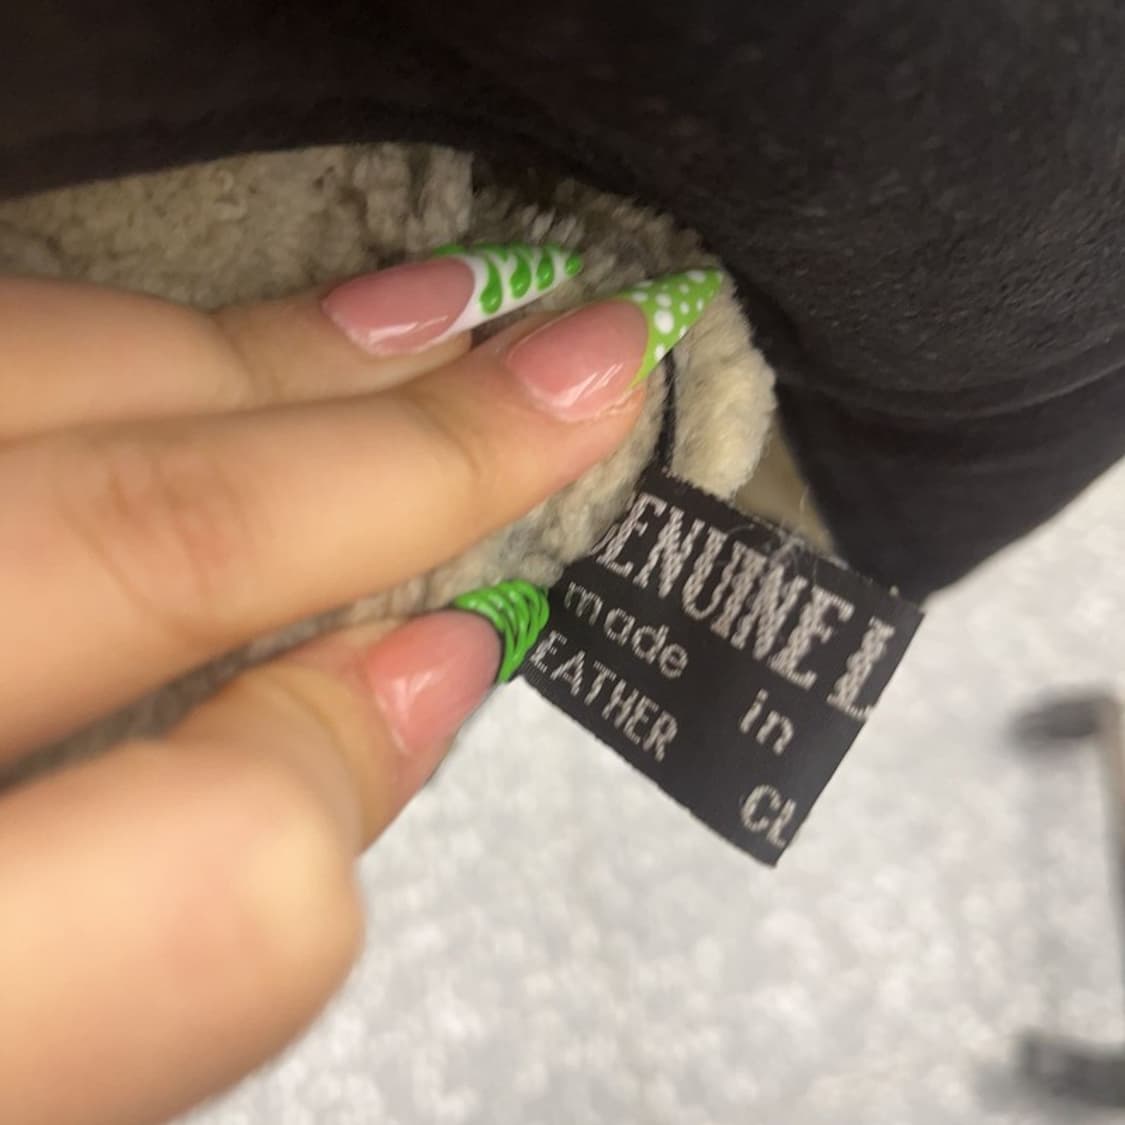 ENUINE L
made in
EATHER CL